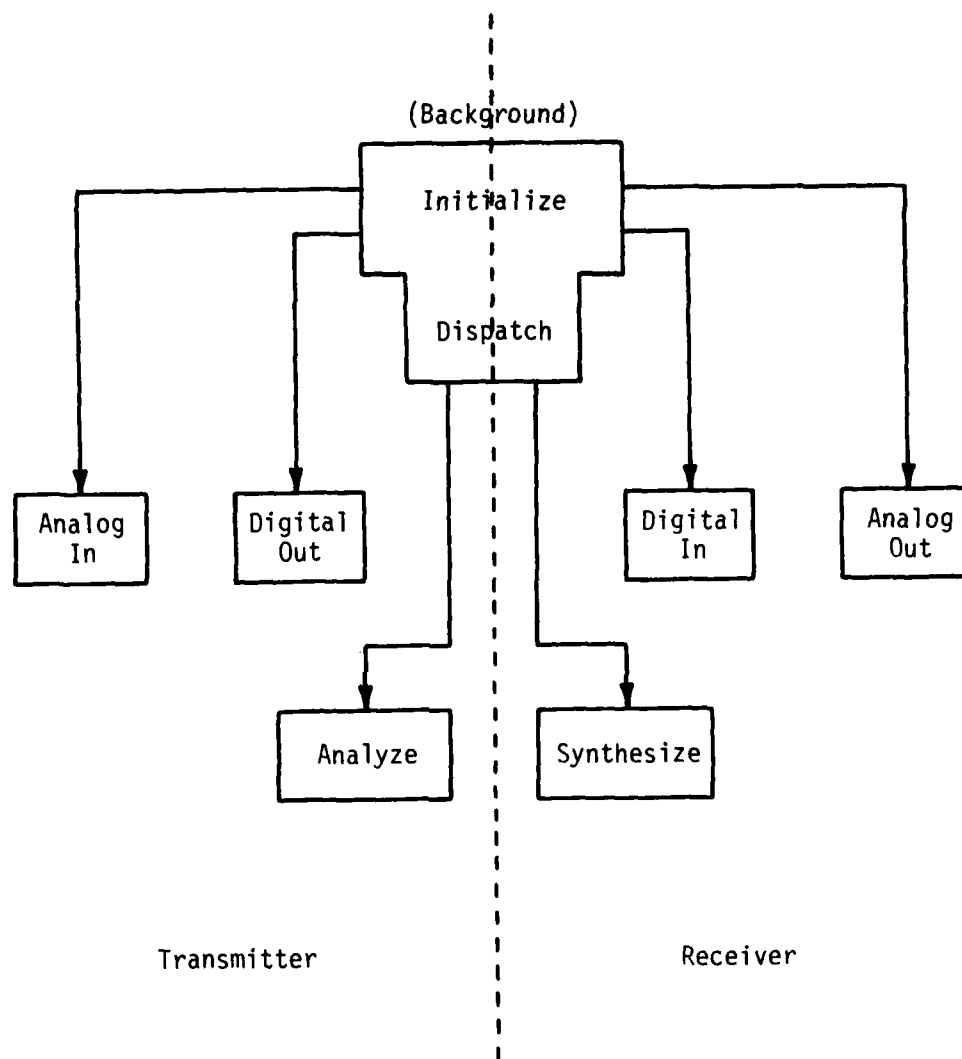 (Background)
Initialize
Dispatch
Analog
In
Digital
Out
Digital
In
Analog
Out
Analyze
Synthesize
Transmitter
Receiver